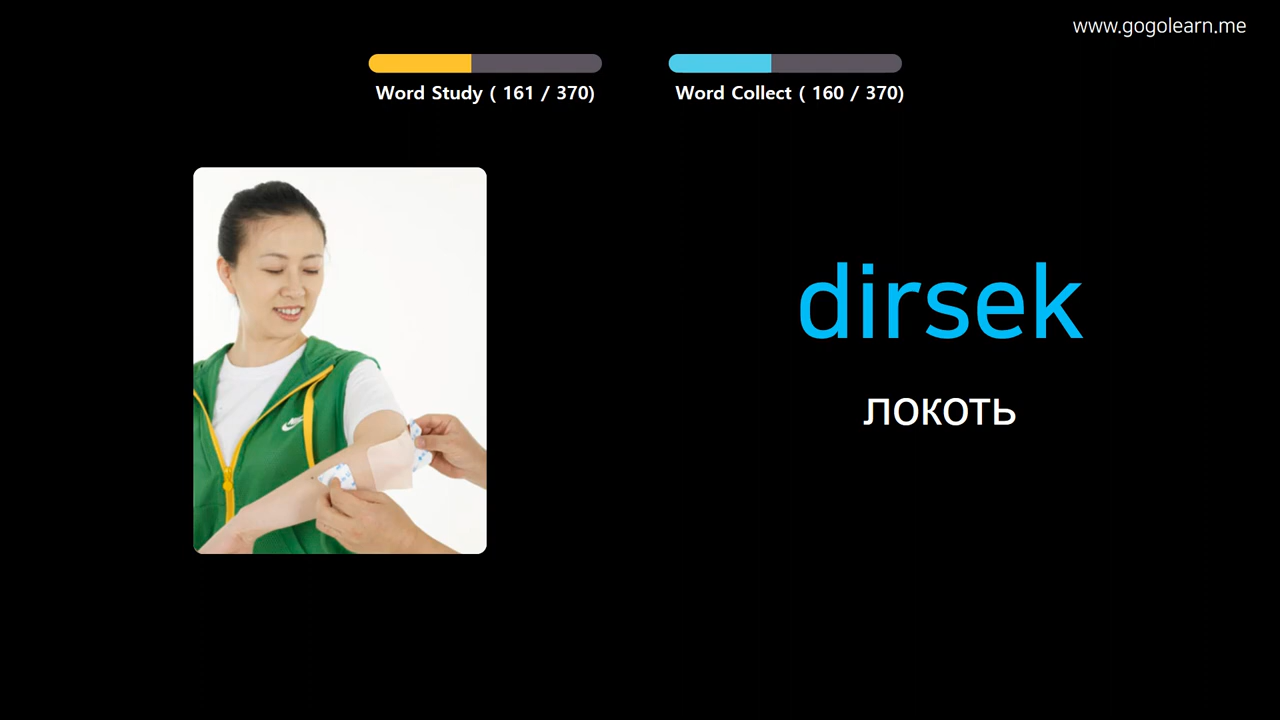 www.gogolearn.me
Word Study ( 161 / 370)
Word Collect ( 160 / 370)
dirsek
локоть